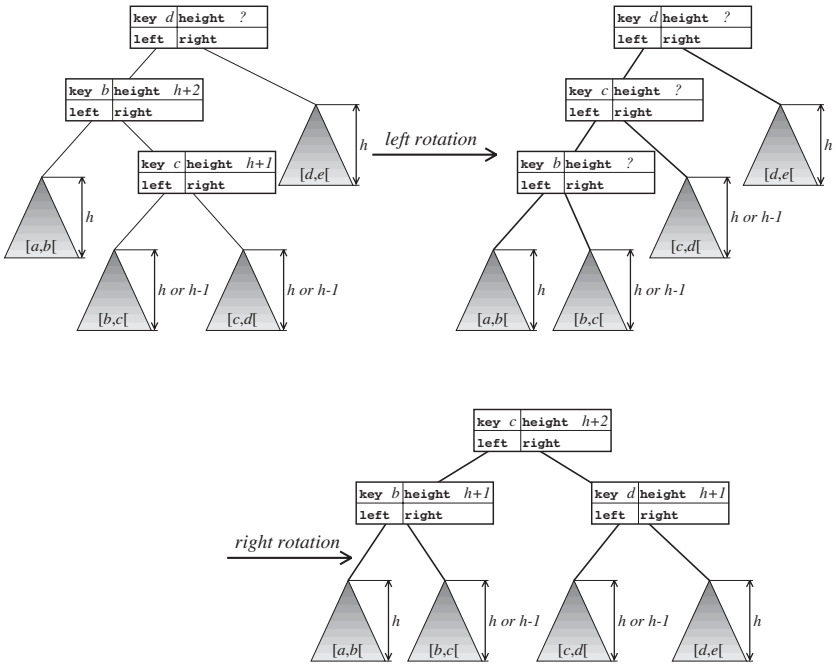 key d height ?
left right
key b height h+2
left right
key c height h+1
left right
h
[d,e[
h
[a,b[
h or h-1
[b,c[
h or h-1
[c,d[
left rotation
key d height ?
left right
key c height ?
left right
key b height ?
left right
h
[d,e[
h or h-1
[c,d[
h
[a,b[
h or h-1
[b,c[
right rotation
key c height h+2
left right
key b height h+1
left right
key d height h+1
left right
h
[a,b[
h or h-1
[b,c[
h or h-1
[c,d[
h
[d,e[